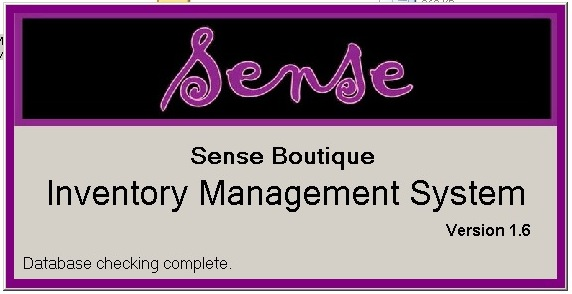 Sense
Sense Boutique
Inventory Management System
Version 1.6
Database checking complete.